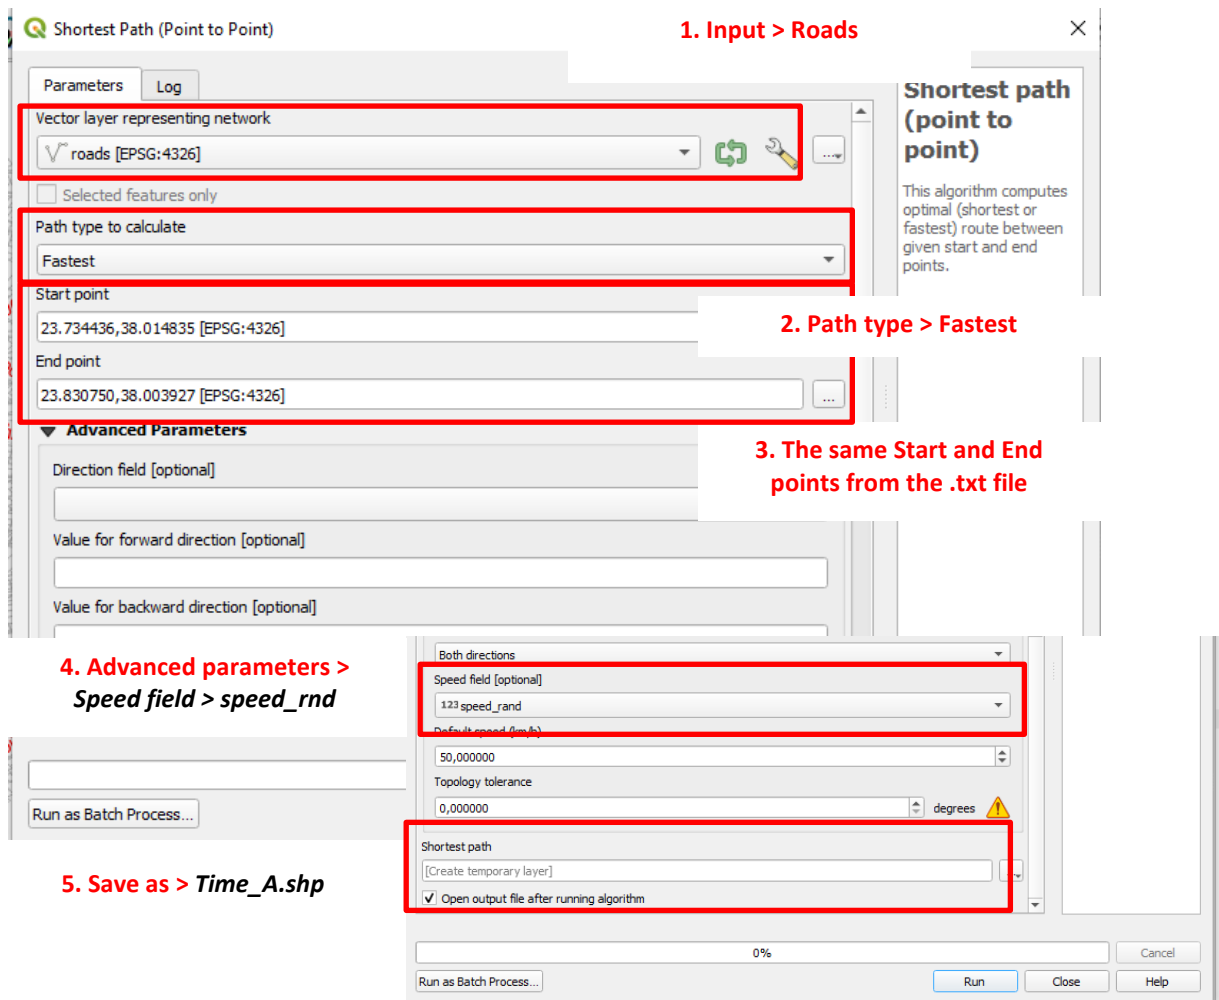 Shortest Path (Point to Point)
1. Input > Roads
Parameters
Log
Vector layer representing network
roads [EPSG:4326]
...
Selected features only
Path type to calculate
Fastest
Start point
23.734436,38.014835 [EPSG:4326]
End point
23.830750,38.003927 [EPSG:4326]
...
Advanced Parameters
Direction field [optional]
Value for forward direction [optional]
Value for backward direction [optional]
Shortest path
(point to
point)
This algorithm computes
optimal (shortest or
fastest) route between
given start and end
points.
2. Path type > Fastest
3. The same Start and End
points from the .txt file
4. Advanced parameters >
Speed field > speed_rnd
Run as Batch Process...
5. Save as > Time_A.shp
Both directions
Speed field [optional]
123 speed_rand
Default speed (km/h)
50,000000
Topology tolerance
0,000000
degrees
Shortest path
[Create temporary layer]
...
Open output file after running algorithm
0%
Cancel
Run as Batch Process...
Run
Close
Help